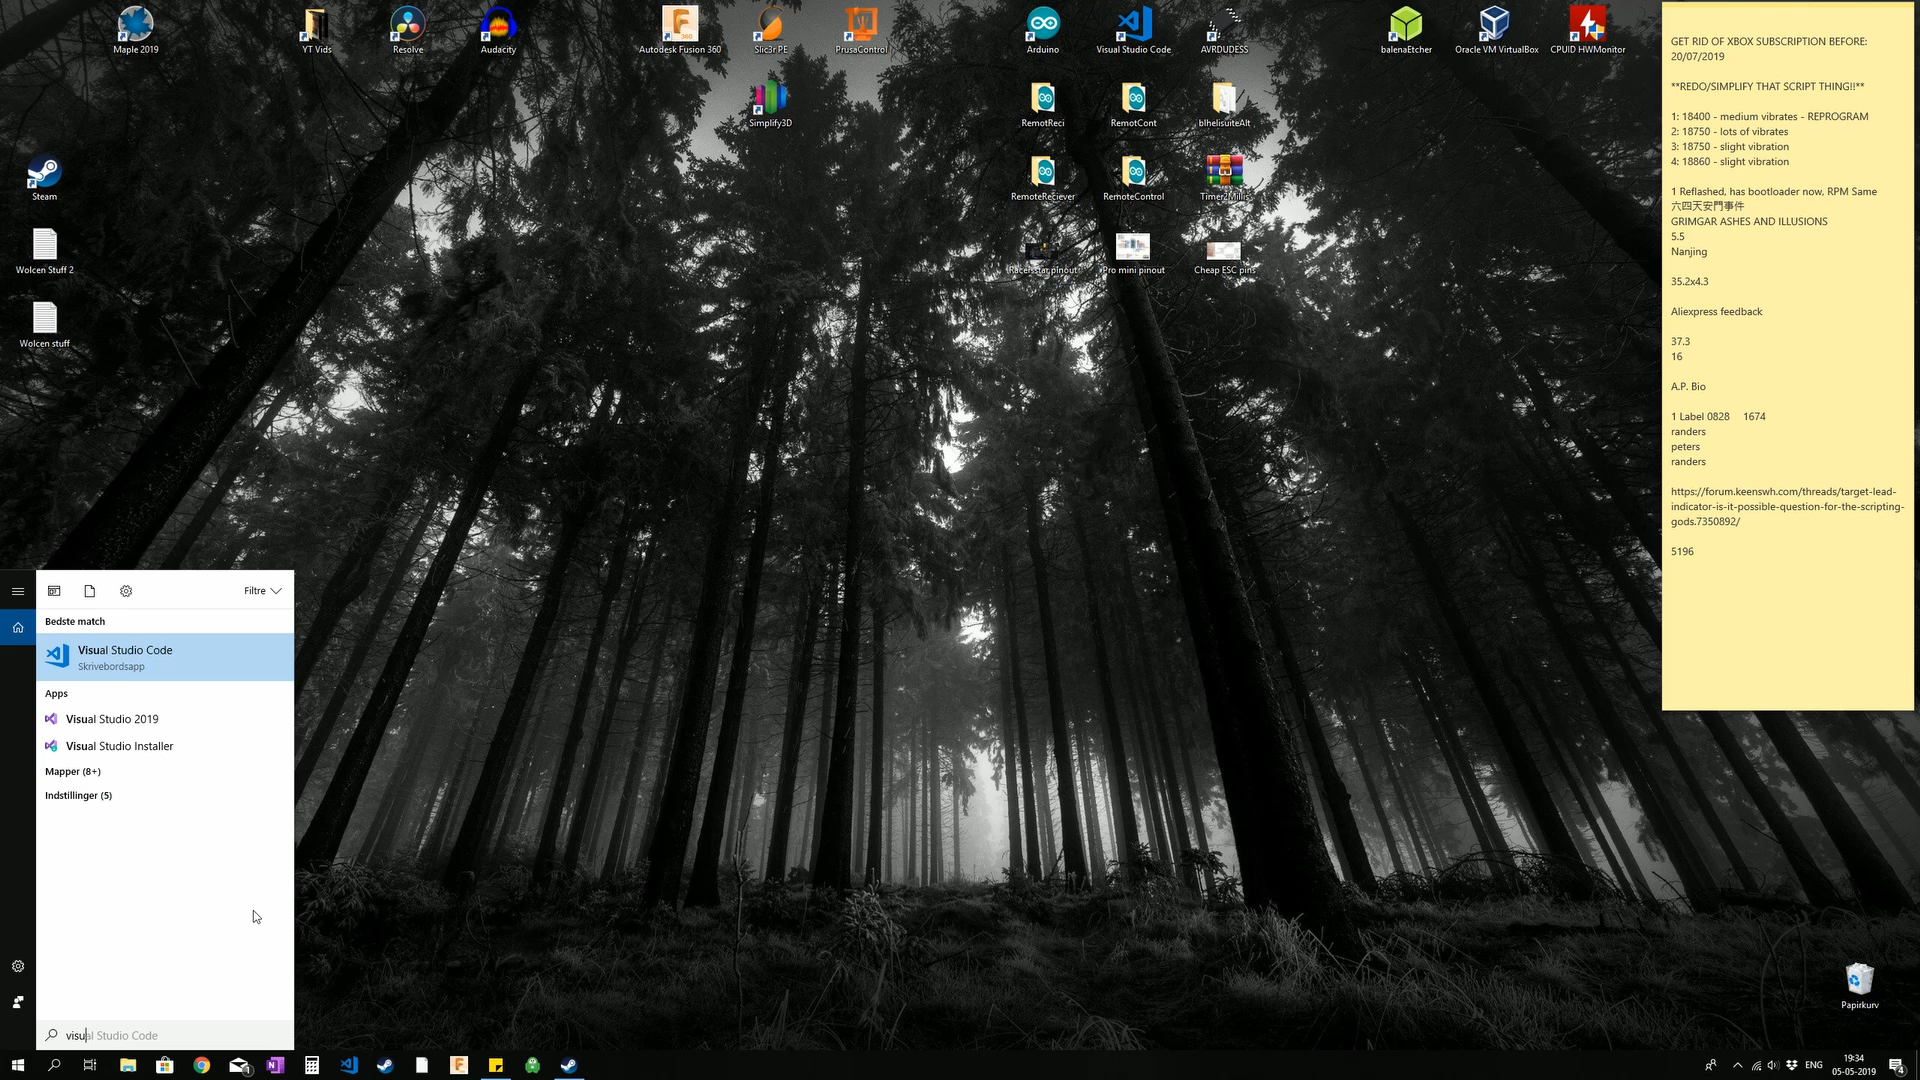 Maple 2019
YT Vids
Resolve
Audacity
Autodesk Fusion 360
Slic3r PE
PrusaControl
Arduino
Visual Studio Code
AVRDUDESS
balenaEtcher
Oracle VM VirtualBox
CPUID HWMonitor
Simplify3D
RemotReci
RemotCont
blhelisuiteAlt
Steam
RemoteReciever
RemoteControl
Timer2Millis
Wolcen Stuff 2
Racerstar pinout
Pro mini pinout
Cheap ESC pins
Wolcen stuff
GET RID OF XBOX SUBSCRIPTION BEFORE:
20/07/2019
**REDO/SIMPLIFY THAT SCRIPT THING!!**
1: 18400 - medium vibrates - REPROGRAM
2: 18750 - lots of vibrates
3: 18750 - slight vibration
4: 18860 - slight vibration
1 Reflashed, has bootloader now, RPM Same
六四天安門事件
GRIMGAR ASHES AND ILLUSIONS
5.5
Nanjing
35.2x4.3
Aliexpress feedback
37.3
16
A.P. Bio
1 Label 0828 1674
randers
peters
randers
https://forum.keenswh.com/threads/target-lead-
indicator-is-it-possible-question-for-the-scripting-
gods.7350892/
5196
Filtre
Bedste match
Visual Studio Code
Skrivebordsapp
Apps
Visual Studio 2019
Visual Studio Installer
Mapper (8+)
Indstillinger (5)
visual Studio Code
Papirkurv
1
ENG
19:34
05-05-2019
4